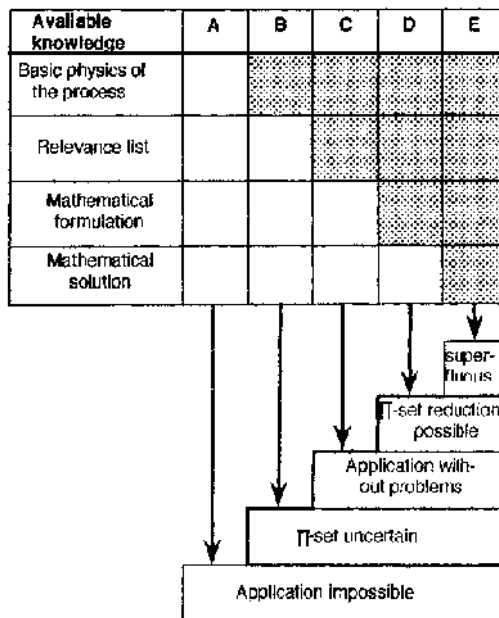 Available
knowledge
A
B
C
D
E
Basic physics of
the process
Relevance list
Mathematical
formulation
Mathematical
solution
super-
fluous
∏-set reduction
possible
Application with-
out problems
∏-set uncertain
Application impossible